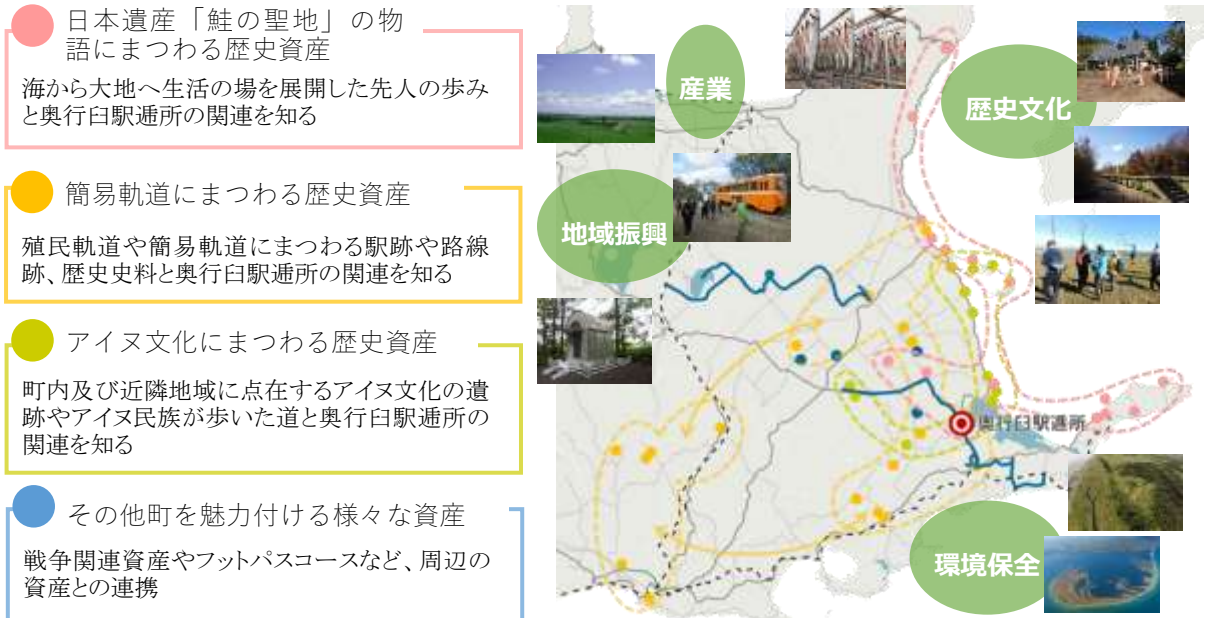 日本遺産「鮭の聖地」の物
語にまつわる歴史資産
海から大地へ生活の場を展開した先人の歩み
と奥行臼駅逓所の関連を知る
簡易軌道にまつわる歴史資産
殖民軌道や簡易軌道にまつわる駅跡や路線
跡、歴史史料と奥行臼駅逓所の関連を知る
アイヌ文化にまつわる歴史資産
町内及び近隣地域に点在するアイヌ文化の遺
跡やアイヌ民族が歩いた道と奥行臼駅逓所の
関連を知る
その他町を魅力付ける様々な資産
戦争関連資産やフットパスコースなど、周辺の
資産との連携
産業
歴史文化
地域振興
奥行臼駅逓所
環境保全